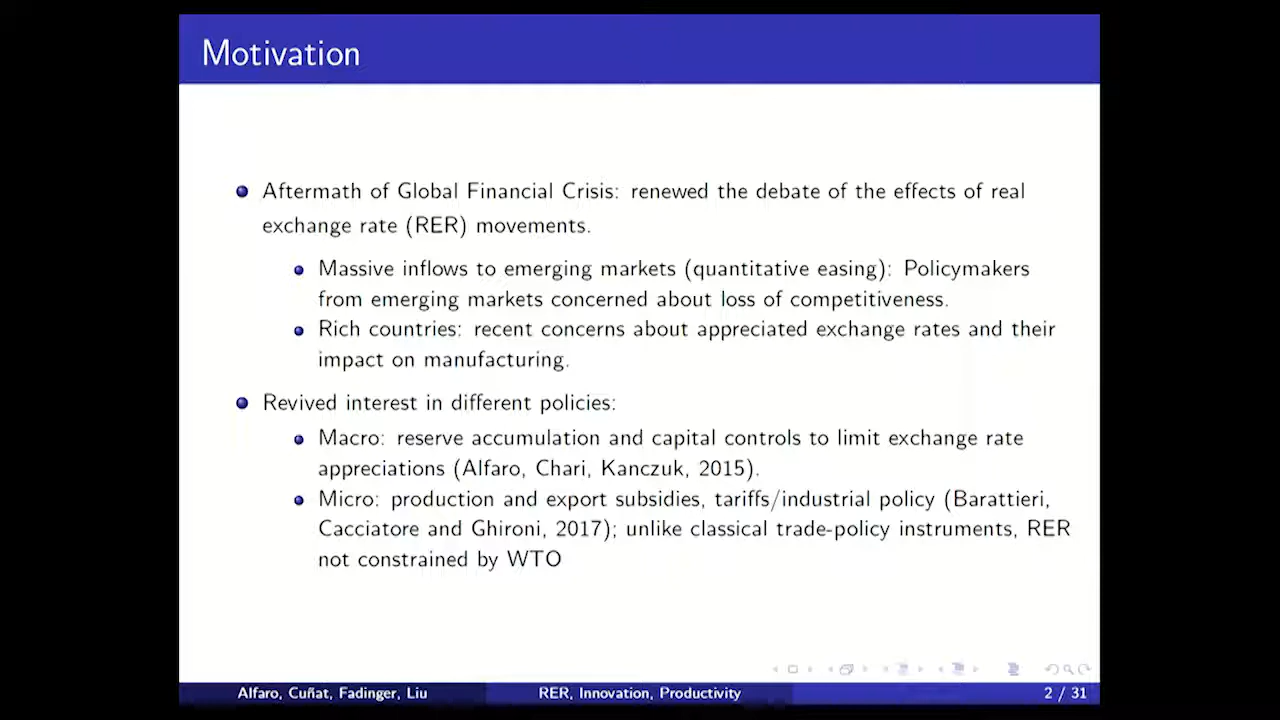 Motivation
Aftermath of Global Financial Crisis: renewed the debate of the effects of real
exchange rate (RER) movements.
Massive inflows to emerging markets (quantitative easing): Policymakers
from emerging markets concerned about loss of competitiveness.
Rich countries: recent concerns about appreciated exchange rates and their
impact on manufacturing.
Revived interest in different policies:
Macro: reserve accumulation and capital controls to limit exchange rate
appreciations (Alfaro, Chari, Kanczuk, 2015).
Micro: production and export subsidies, tariffs/industrial policy (Barattieri,
Cacciatore and Ghironi, 2017); unlike classical trade-policy instruments, RER
not constrained by WTO
Alfaro, Cuñat, Fadinger, Liu
RER, Innovation, Productivity
2 / 31